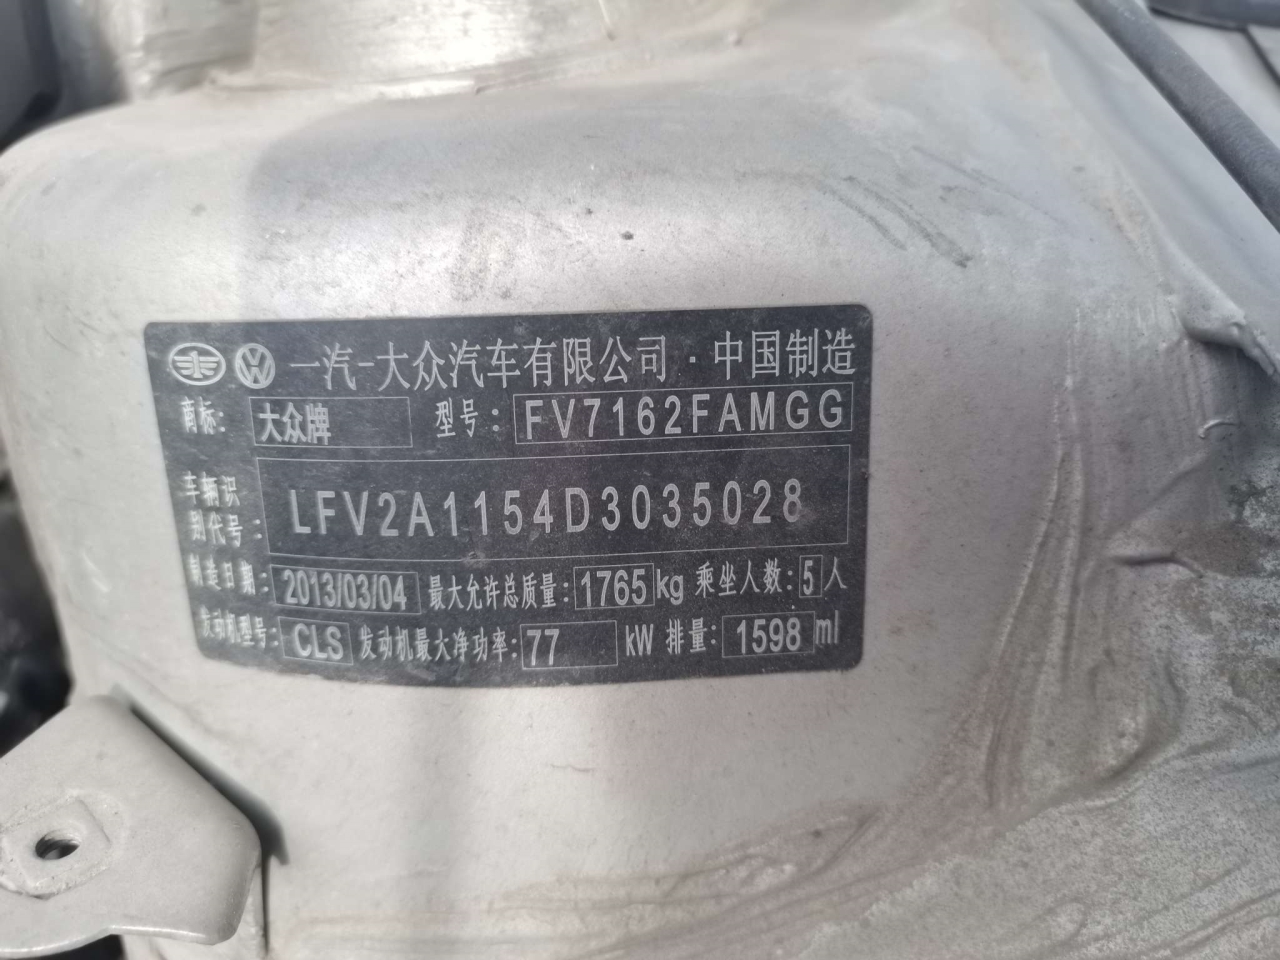 一汽-大众汽车有限公司·中国制造
商标: 大众牌 型号: FV7162FAMGG
车辆识别代号: LFV2A1154D3035028
制造日期: 2013/03/04 最大允许总质量: 1765 kg 乘坐人数: 5 人
发动机型号: CLS 发动机最大净功率: 77 kW 排量: 1598 ml